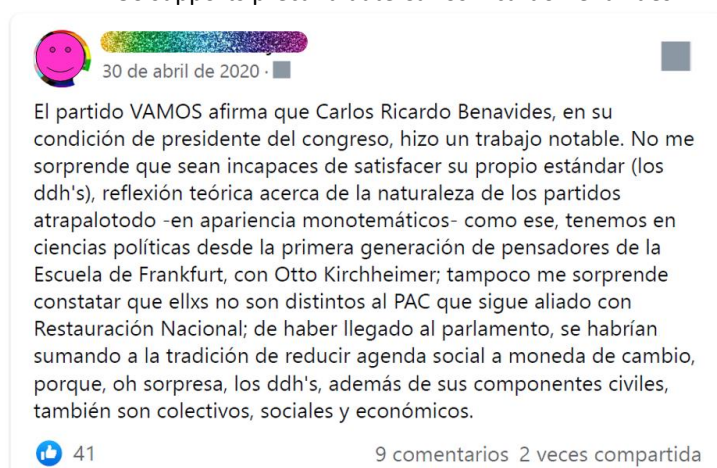 30 de abril de 2020 ·
El partido VAMOS afirma que Carlos Ricardo Benavides, en su
condición de presidente del congreso, hizo un trabajo notable. No me
sorprende que sean incapaces de satisfacer su propio estándar (los
ddh's), reflexión teórica acerca de la naturaleza de los partidos
atrapalotodo -en apariencia monotemáticos- como ese, tenemos en
ciencias políticas desde la primera generación de pensadores de la
Escuela de Frankfurt, con Otto Kirchheimer; tampoco me sorprende
constatar que ellxs no son distintos al PAC que sigue aliado con
Restauración Nacional; de haber llegado al parlamento, se habrían
sumando a la tradición de reducir agenda social a moneda de cambio,
porque, oh sorpresa, los ddh's, además de sus componentes civiles,
también son colectivos, sociales y económicos.
41
9 comentarios 2 veces compartida